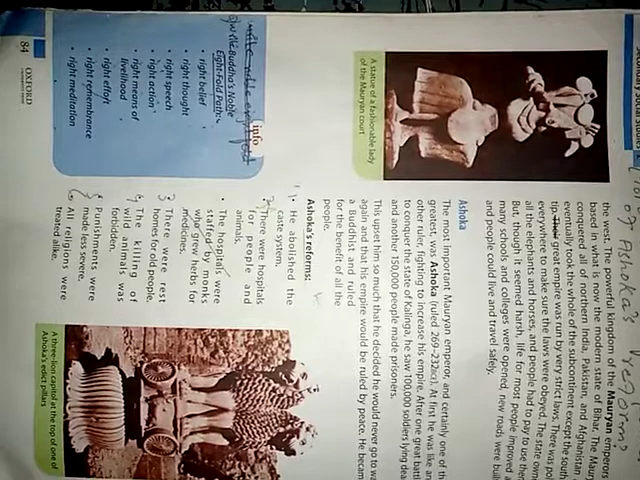 the west. The powerful kingdom of the Mauryan emperors
based in what is now the modern state of Bihar. The Maury
conquered all of northern India, Pakistan, and Afghanistan
eventually took the whole of the subcontinent except the south
tip. great empire was run by very strict laws. There was pol
everywhere to make sure the laws were obeyed. The state own
all the elephants and horses, and people had to pay to use the
But, though it seemed harsh, life for most people improved a
many schools and colleges were opened, new roads were buil
and people could live and travel safely.
Ashoka
The most important Mauryan emperor, and certainly one of th
greatest, was Ashoka (ruled 269–232BCE). At first he was like an
other ruler, fighting to increase his empire. After one great battl
to conquer the state of Kalinga, he saw 100,000 soldiers lying dea
and another 150,000 people made prisoners.
This upset him so much that he decided he would never go to w
again and that his empire would be ruled by peace. He becam
a Buddhist and ruled
for the benefit of all the
people.
Ashoka's reforms:
• He abolished the
caste system.
There were hospitals
for people and
animals.
• The hospitals were
staffed by monks
who grew herbs for
medicines.
3 There were rest
homes for old people.
4 The killing of
wild animals was
forbidden.
5 Punishments were
made less severe.
6 All religions were
treated alike.
A statue of a fashionable lady
of the Mauryan court
info
Buddha's Noble
Eight-Fold Path:
• right belief
• right thought
• right speech
• right action
• right means of
livelihood
• right effort
• right remembrance
• right meditation
A three-lion capitol at the top of one of
Ashoka's edict pillars
84
OXFORD